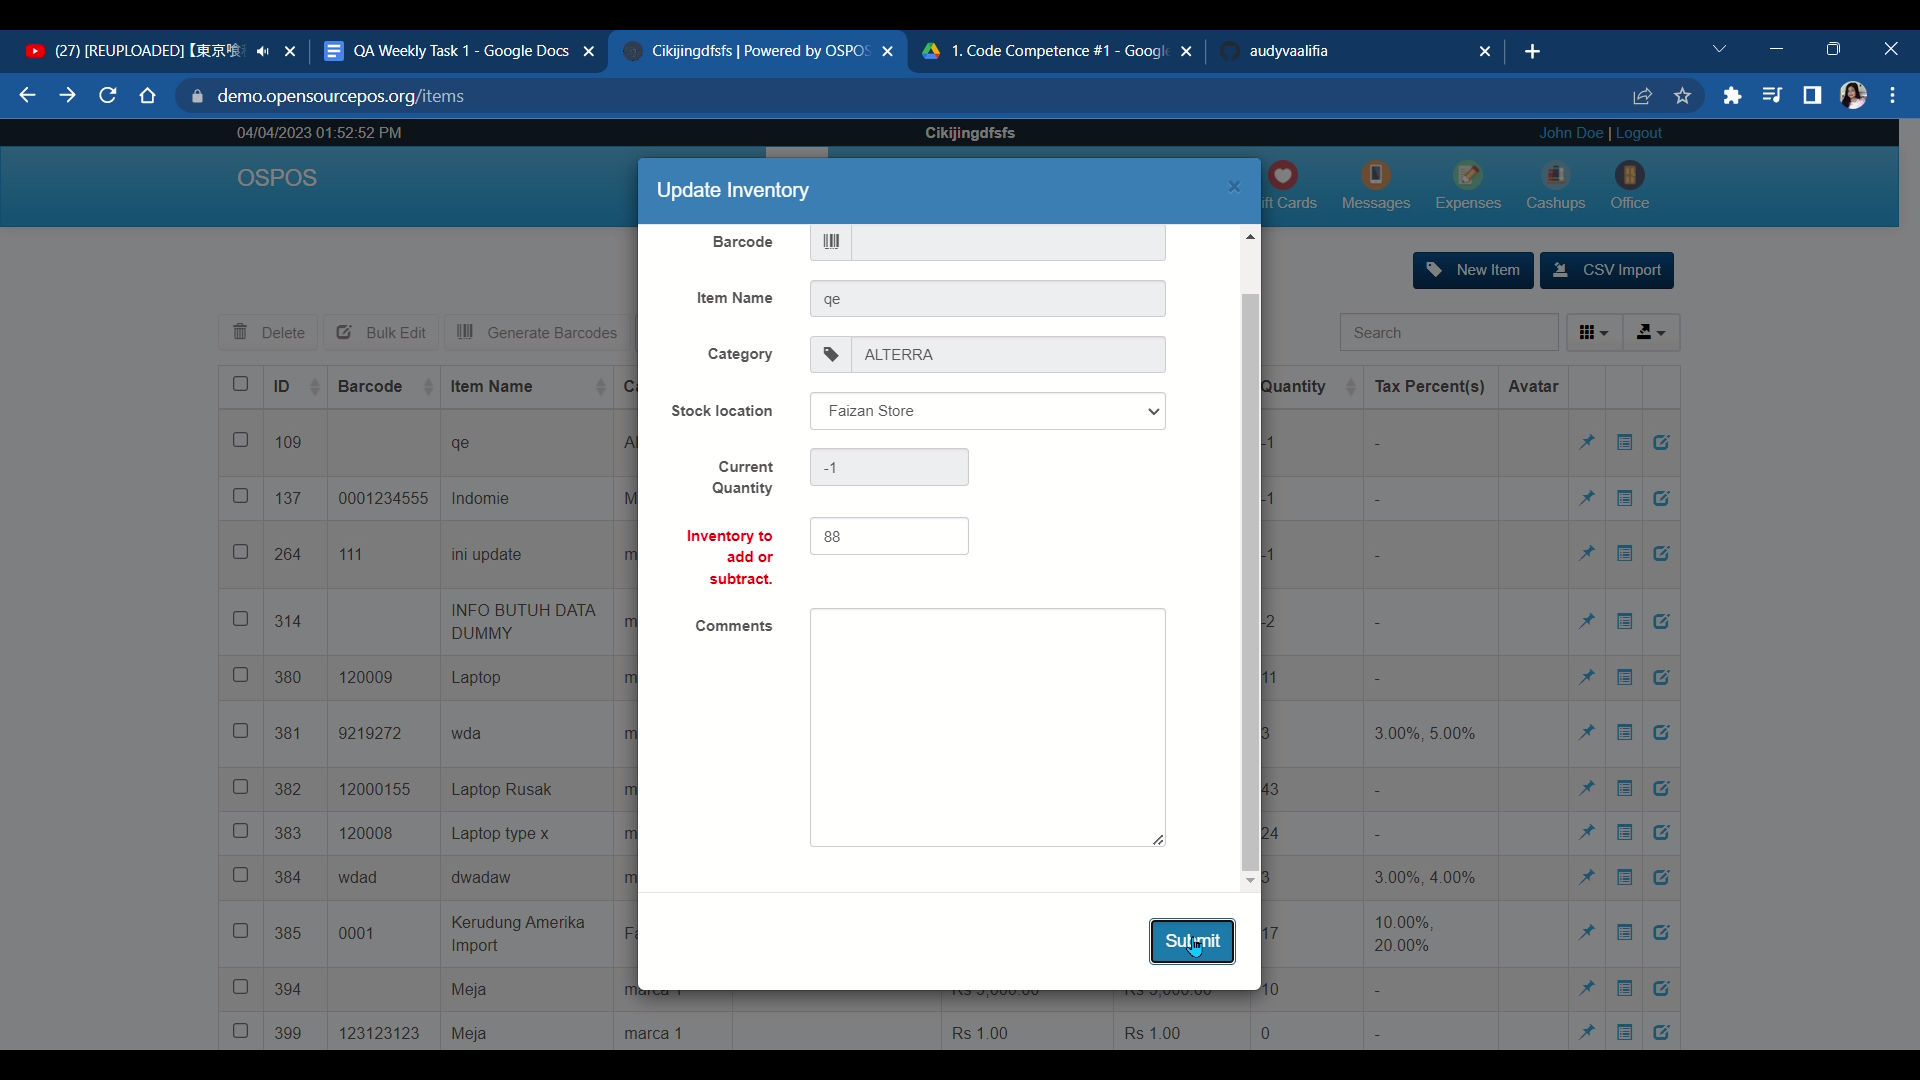 (27) [REUPLOADED]【東京喰
QA Weekly Task 1 - Google Docs
Cikijingdfsfs | Powered by OSPOS
1. Code Competence #1 - Google
audyvaalifia
demo.opensourcepos.org/items
04/04/2023 01:52:52 PM
Cikijingdfsfs
John Doe | Logout
OSPOS
Update Inventory
ift Cards
Messages
Expenses
Cashups
Office
New Item
CSV Import
Delete
Bulk Edit
Generate Barcodes
Search
ID
Barcode
Item Name
Quantity
Tax Percent(s)
Avatar
109 qe -1 -
137 0001234555 Indomie -1 -
264 111 ini update -1 -
314 INFO BUTUH DATA
DUMMY -2 -
380 120009 Laptop 11 -
381 9219272 wda 3 3.00%, 5.00%
382 12000155 Laptop Rusak 43 -
383 120008 Laptop type x 24 -
384 wdad dwadaw 3 3.00%, 4.00%
385 0001 Kerudung Amerika
Import 17 10.00%,
20.00%
394 Meja marca 1 Rs 5,000.00 10 -
399 123123123 Meja marca 1 Rs 1.00 Rs 1.00 0 -
Barcode
Item Name qe
Category ALTERRA
Stock location Faizan Store
Current
Quantity
-1
Inventory to
add or
subtract.
88
Comments
Submit